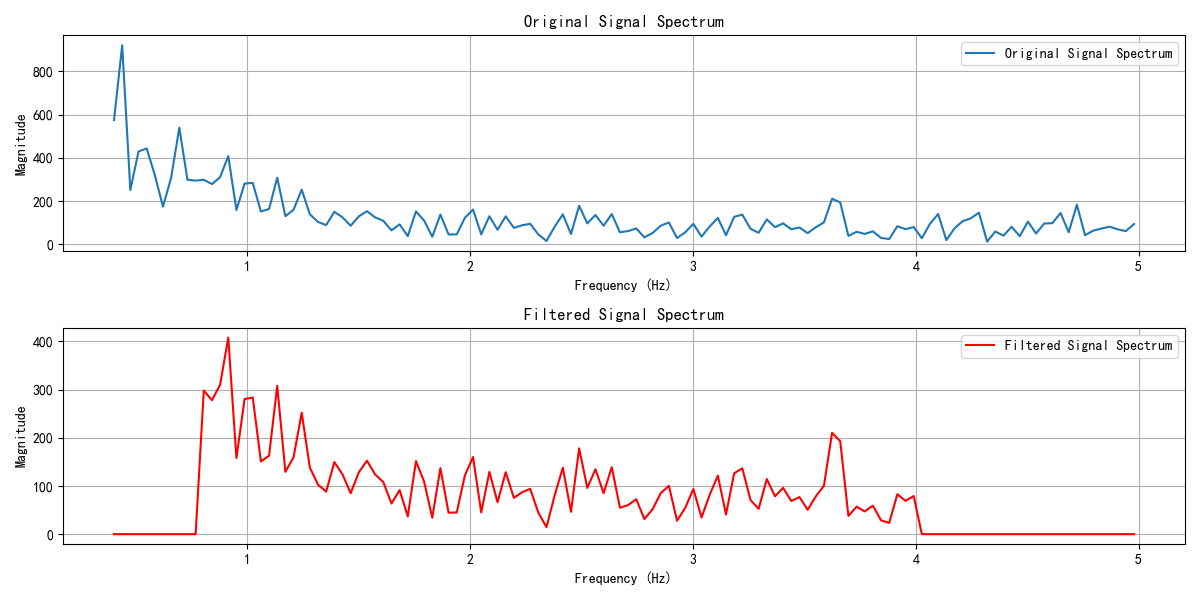 Original Signal Spectrum
Original Signal Spectrum
Magnitude
800
600
400
200
0
1 2 3 4 5
Frequency (Hz)
Filtered Signal Spectrum
Filtered Signal Spectrum
Magnitude
400
300
200
100
0
1 2 3 4 5
Frequency (Hz)